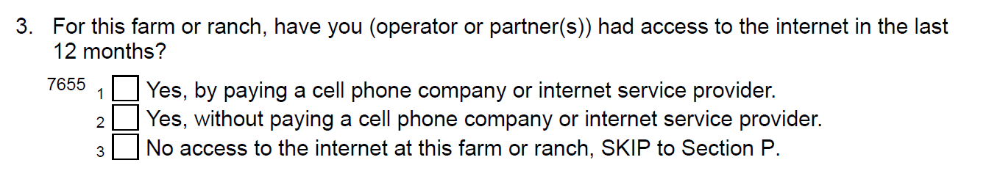 3. For this farm or ranch, have you (operator or partner(s)) had access to the internet in the last
12 months?
7655 1 Yes, by paying a cell phone company or internet service provider.
2 Yes, without paying a cell phone company or internet service provider.
3 No access to the internet at this farm or ranch, SKIP to Section P.